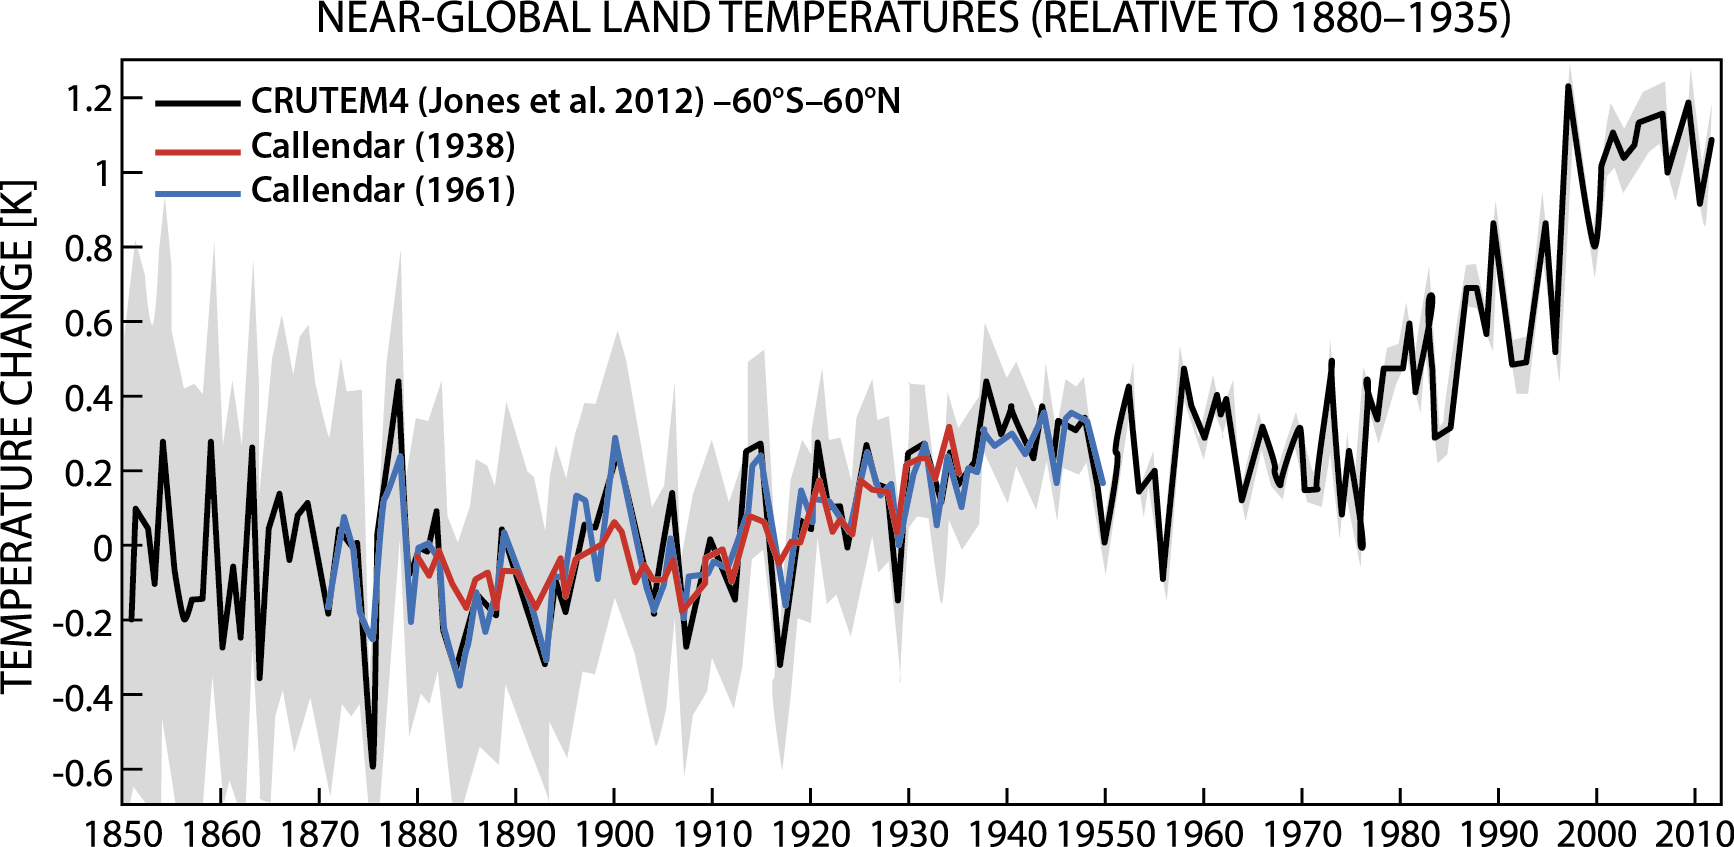 NEAR-GLOBAL LAND TEMPERATURES (RELATIVE TO 1880–1935)
TEMPERATURE CHANGE [K]
CRUTEM4 (Jones et al. 2012) –60°S–60°N
Callendar (1938)
Callendar (1961)
1.2
1
0.8
0.6
0.4
0.2
0
-0.2
-0.4
-0.6
1850 1860 1870 1880 1890 1900 1910 1920 1930 1940 19550 1960 1970 1980 1990 2000 2010